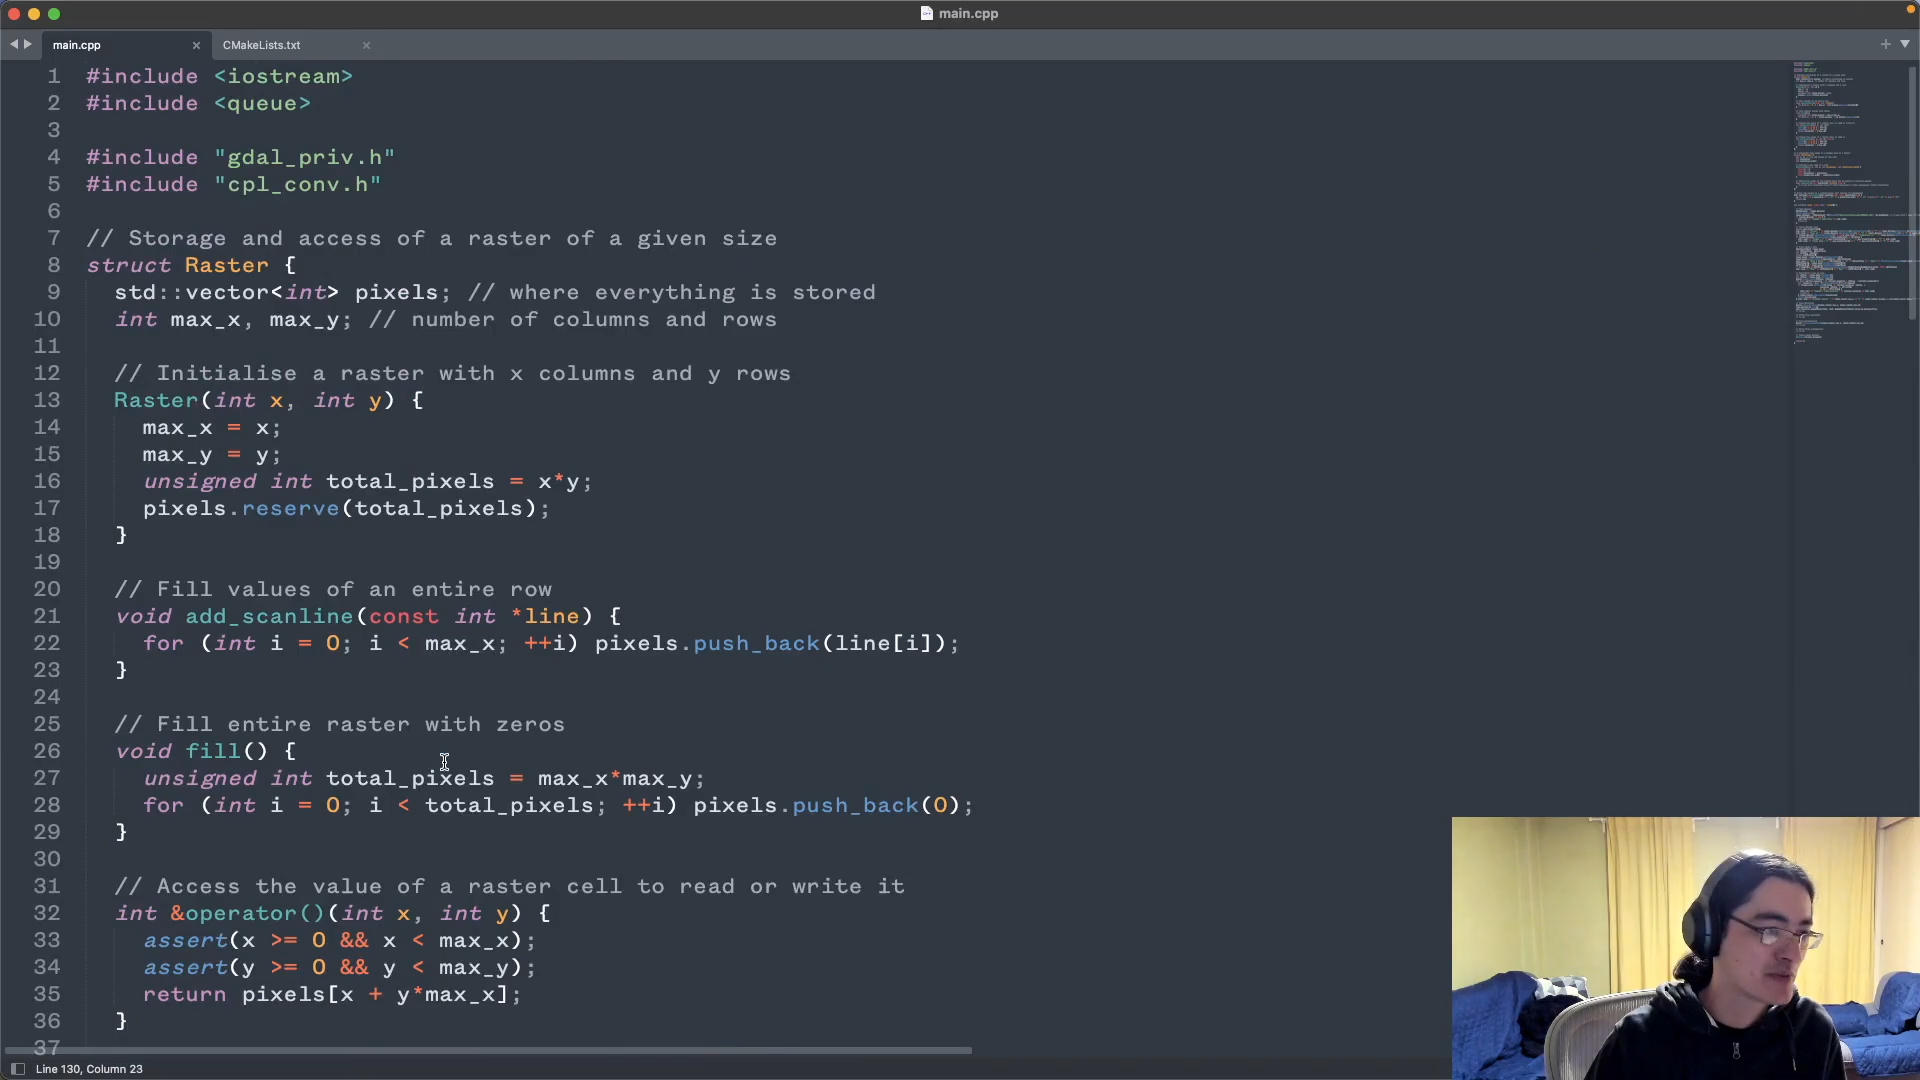 main.cpp
main.cpp
CMakeLists.txt
1 #include <iostream>
2 #include <queue>
3
4 #include "gdal_priv.h"
5 #include "cpl_conv.h"
6
7 // Storage and access of a raster of a given size
8 struct Raster {
9 std::vector<int> pixels; // where everything is stored
10 int max_x, max_y; // number of columns and rows
11
12 // Initialise a raster with x columns and y rows
13 Raster(int x, int y) {
14 max_x = x;
15 max_y = y;
16 unsigned int total_pixels = x*y;
17 pixels.reserve(total_pixels);
18 }
19
20 // Fill values of an entire row
21 void add_scanline(const int *line) {
22 for (int i = 0; i < max_x; ++i) pixels.push_back(line[i]);
23 }
24
25 // Fill entire raster with zeros
26 void fill() {
27 unsigned int total_pixels = max_x*max_y;
28 for (int i = 0; i < total_pixels; ++i) pixels.push_back(0);
29 }
30
31 // Access the value of a raster cell to read or write it
32 int &operator()(int x, int y) {
33 assert(x >= 0 && x < max_x);
34 assert(y >= 0 && y < max_y);
35 return pixels[x + y*max_x];
36 }
37
Line 130, Column 23